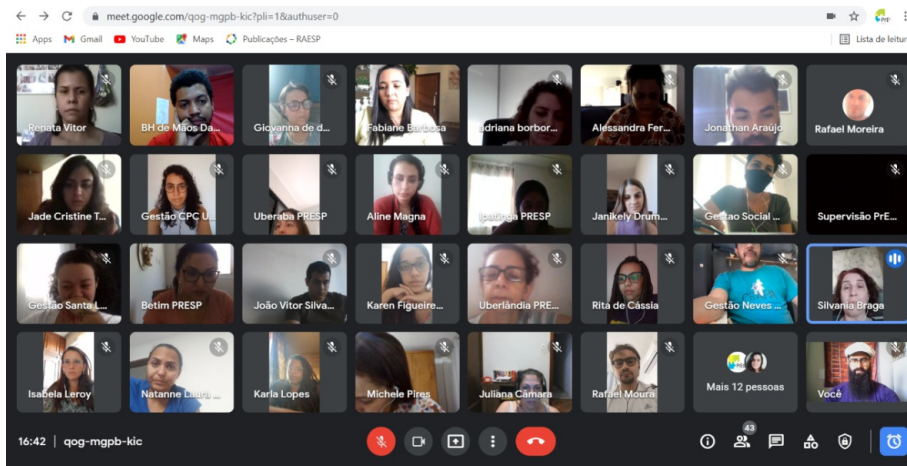 meet.google.com/qog-mgpb-kic?pli=1&authuser=0
Apps Gmail YouTube Maps Publicações – RAESP Lista de leitur
Renata Vitor BH de Mãos Da... Giovanna de d... Fabiane Barbosa adriana borbor... Alessandra Fer... Jonathan Araújo Rafael Moreira
Jade Cristine T... Gestão CPC U... Uberaba PRESP Aline Magna Ipatinga PRESP Janikely Drum... Gestao Social ... Supervisão PrE...
Gestão Santa L... Betim PRESP João Vitor Silva... Karen Figueire... Uberlândia PRE... Rita de Cássia Gestão Neves ... Silvania Braga
Isabela Leroy Natanne Laura ... Karla Lopes Michele Pires Juliana Câmara Rafael Moura Mais 12 pessoas Você
43
16:42 | qog-mgpb-kic